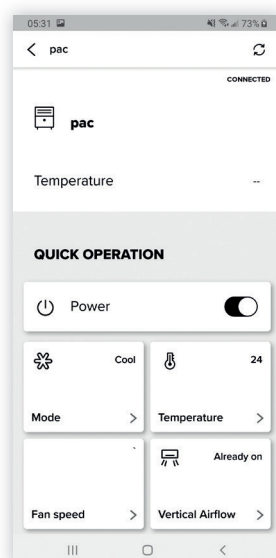 05:31 73%
pac
CONNECTED
pac
Temperature --
QUICK OPERATION
Power
Cool 24
Mode Temperature
Already on
Fan speed Vertical Airflow